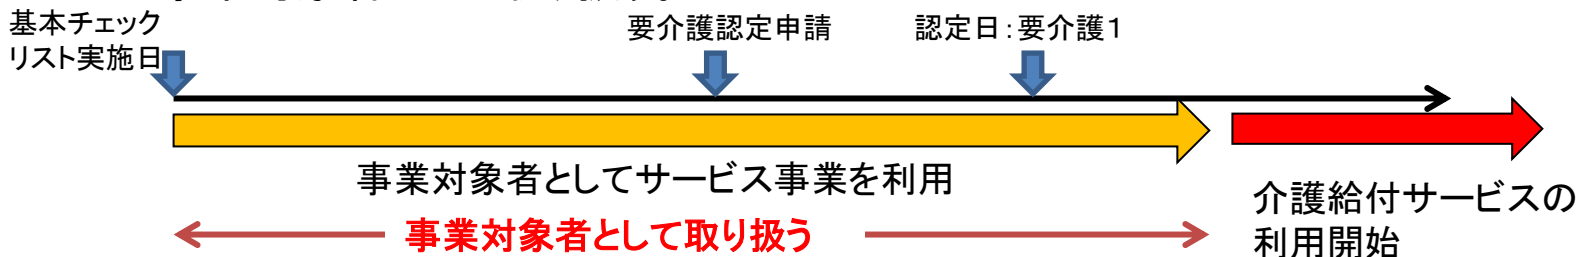 基本チェック
リスト実施日
要介護認定申請
認定日：要介護１
事業対象者としてサービス事業を利用
事業対象者として取り扱う
介護給付サービスの
利用開始